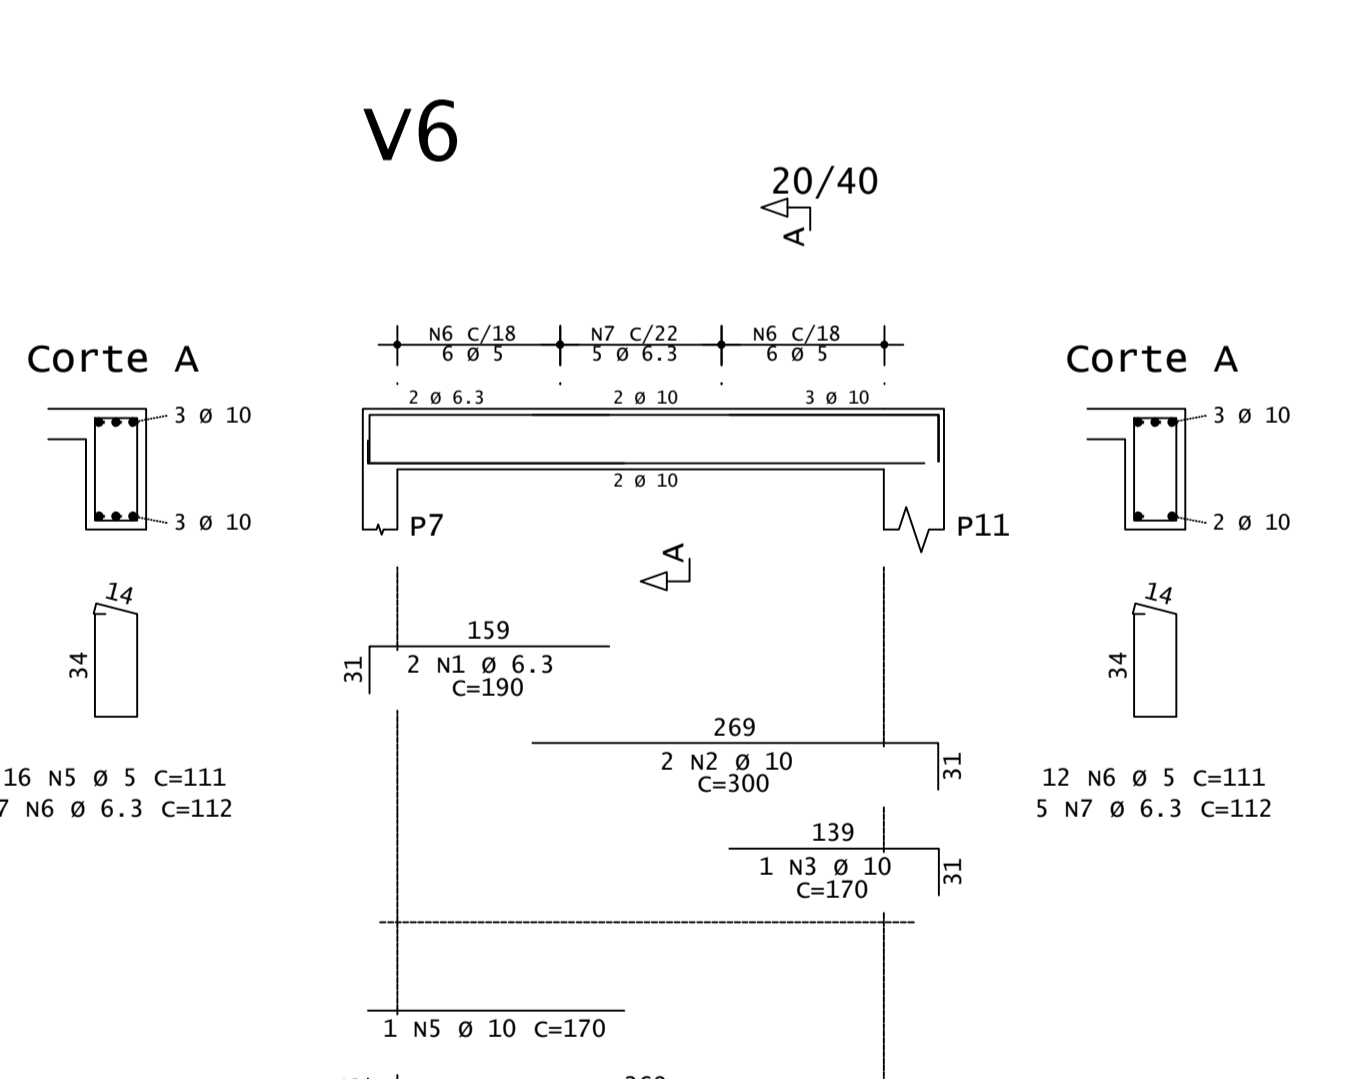 V6
20/40
A
N6 C/18
6 Ø 5
N7 C/22
5 Ø 6.3
N6 C/18
6 Ø 5
2 Ø 6.3
2 Ø 10
3 Ø 10
2 Ø 10
P7
P11
A
Corte A
3 Ø 10
3 Ø 10
14
34
16 N5 Ø 5 C=111
7 N6 Ø 6.3 C=112
159
31
2 N1 Ø 6.3
C=190
269
31
2 N2 Ø 10
C=300
139
31
1 N3 Ø 10
C=170
1 N5 Ø 10 C=170
Corte A
3 Ø 10
2 Ø 10
14
34
12 N6 Ø 5 C=111
5 N7 Ø 6.3 C=112